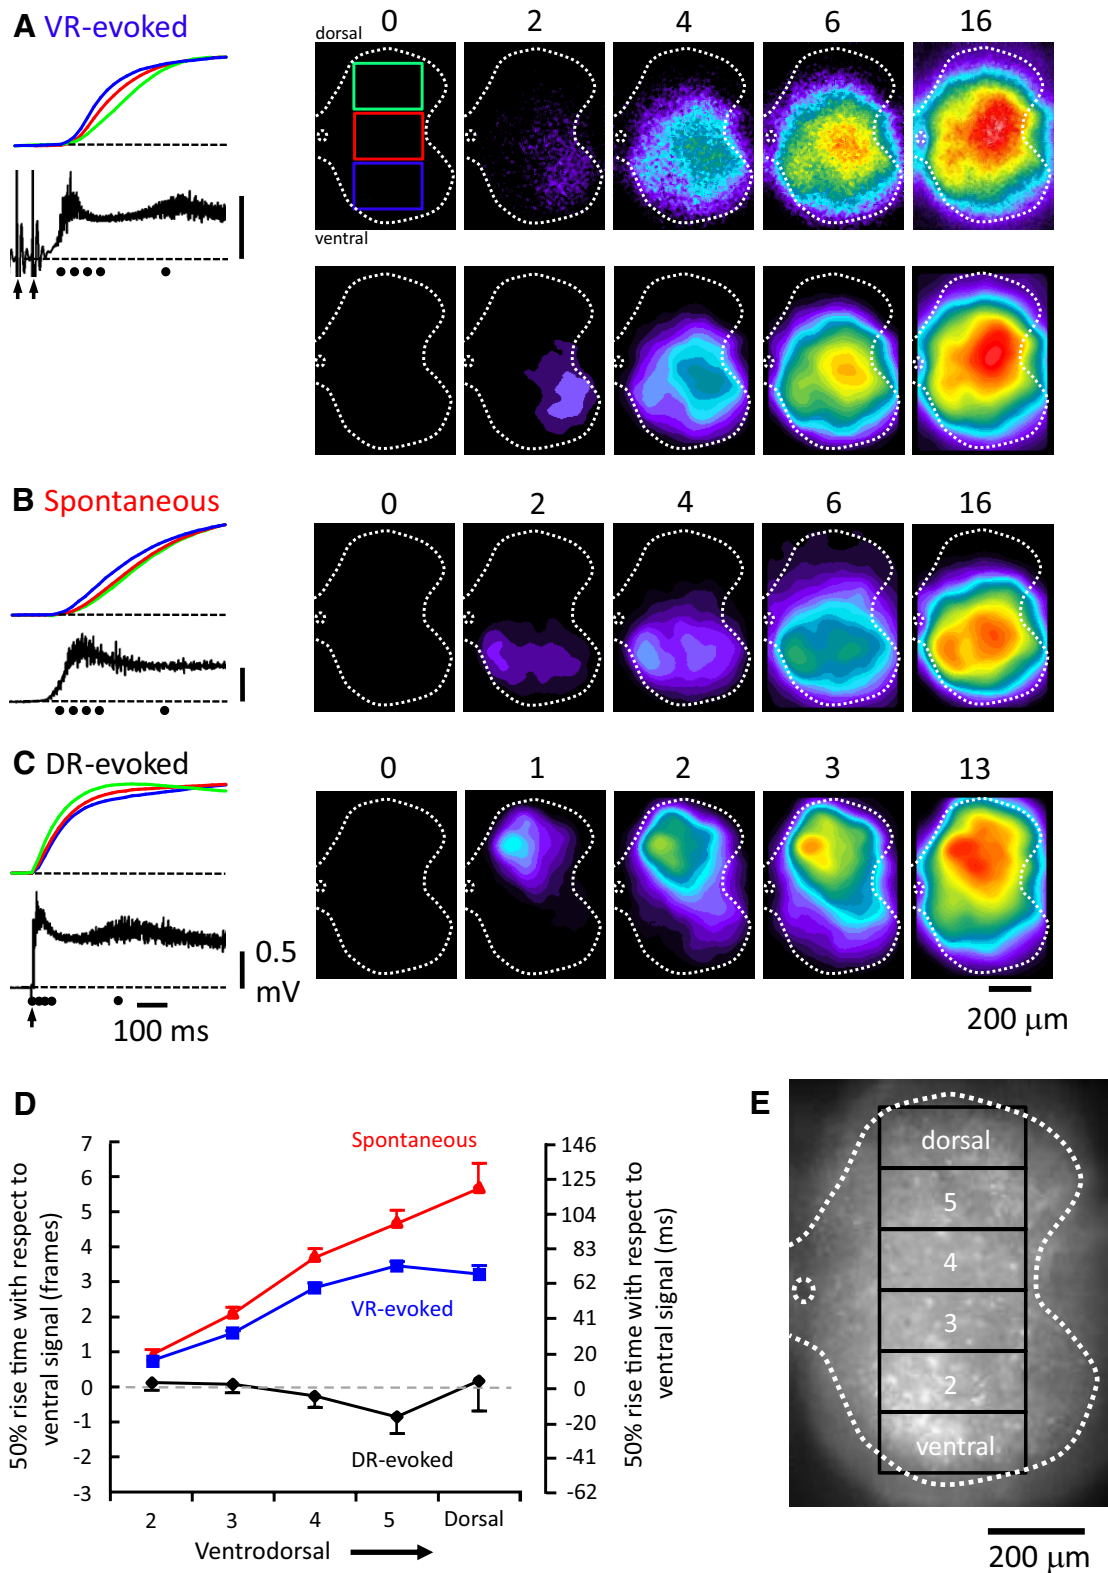 A VR-evoked
0 2 4 6 16
dorsal
ventral
B Spontaneous
0 2 4 6 16
C DR-evoked
0 1 2 3 13
0.5
mV
100 ms
200 μm
D
50% rise time with respect to
ventral signal (frames)
7
6
5
4
3
2
1
0
-1
-2
-3
Spontaneous
VR-evoked
DR-evoked
146
125
104
83
62
41
20
0
-20
-41
-62
50% rise time with respect to
ventral signal (ms)
2 3 4 5 Dorsal
Ventrodorsal
E
dorsal
5
4
3
2
ventral
200 μm